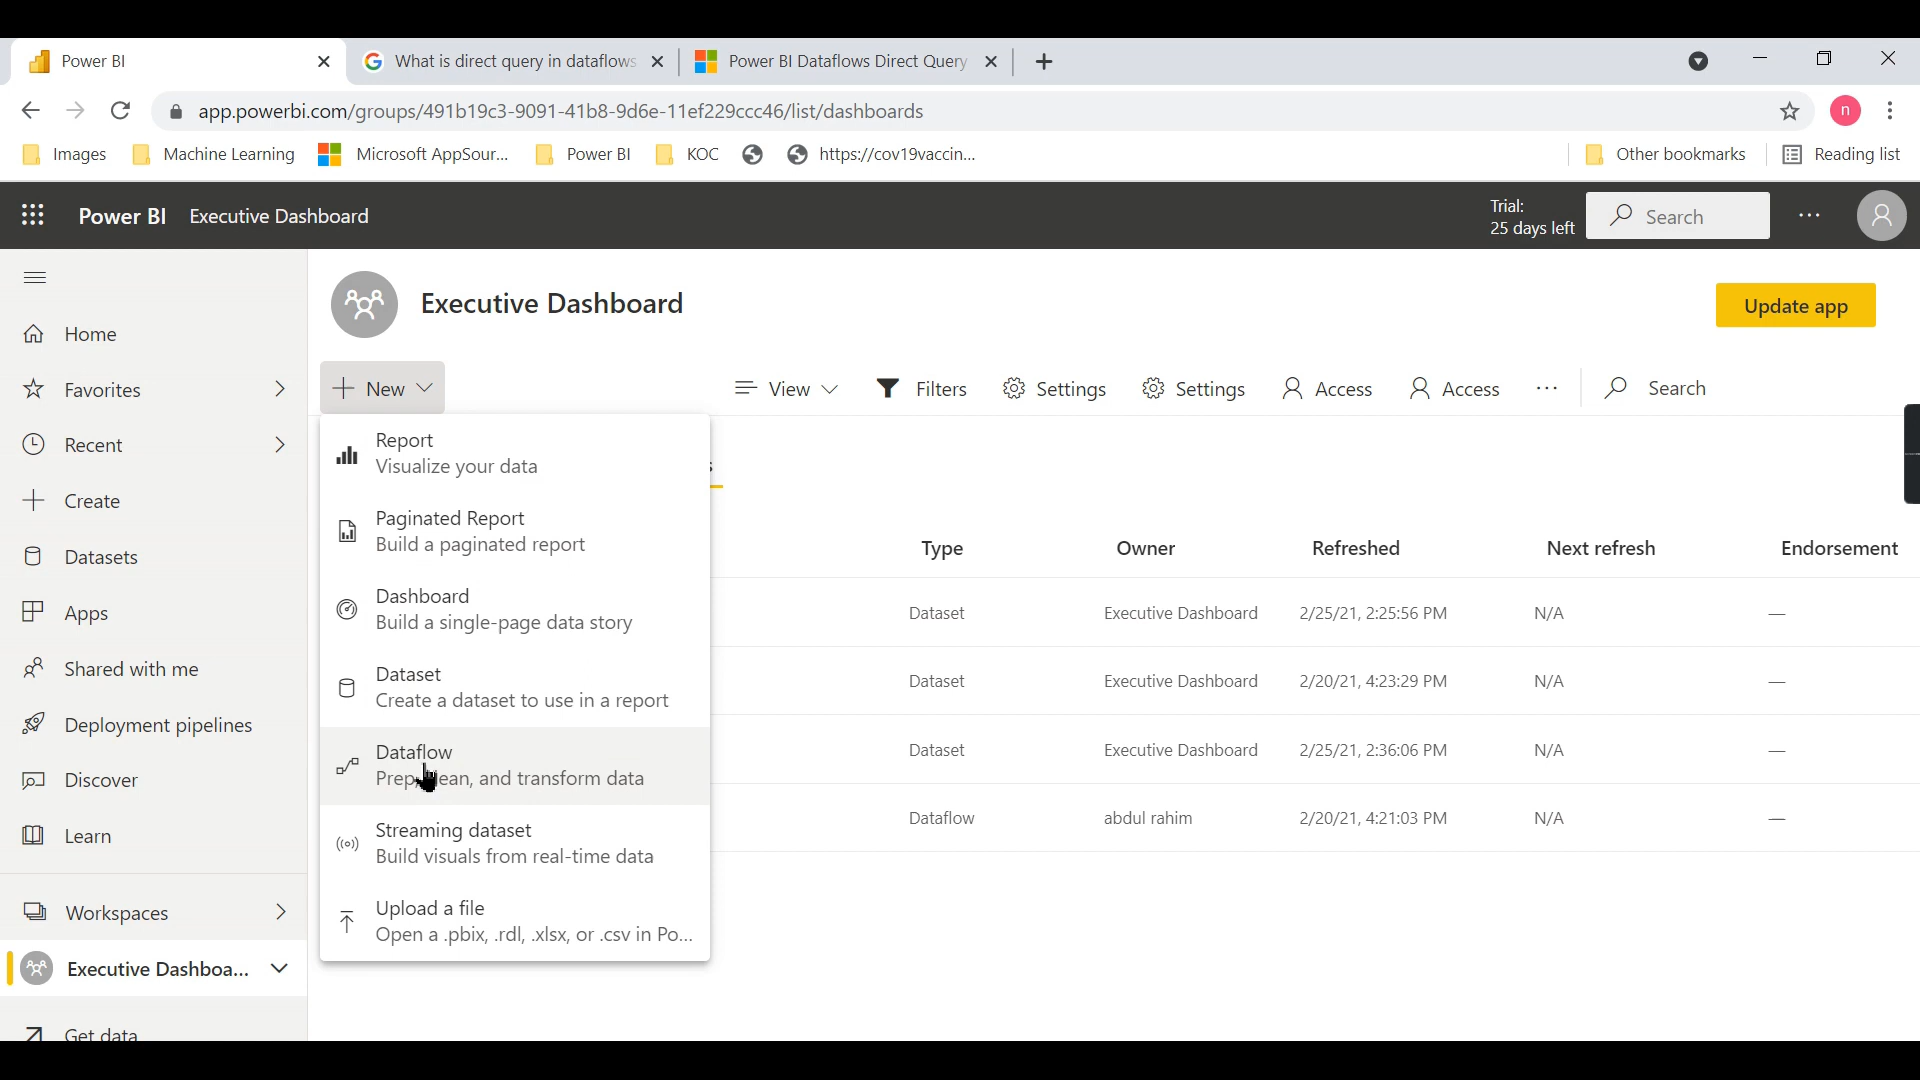 Power BI
What is direct query in dataflows
Power BI Dataflows Direct Query
app.powerbi.com/groups/491b19c3-9091-41b8-9d6e-11ef229ccc46/list/dashboards
n
Images
Machine Learning
Microsoft AppSour...
Power BI
KOC
https://cov19vaccin...
Other bookmarks
Reading list
Power BI
Executive Dashboard
Trial:
25 days left
Search
Home
Favorites
Recent
Create
Datasets
Apps
Shared with me
Deployment pipelines
Discover
Learn
Workspaces
Executive Dashboa...
Get data
Executive Dashboard
Update app
New
View
Filters
Settings
Settings
Access
Access
Search
Report
Visualize your data
Paginated Report
Build a paginated report
Dashboard
Build a single-page data story
Dataset
Create a dataset to use in a report
Dataflow
Prep, clean, and transform data
Streaming dataset
Build visuals from real-time data
Upload a file
Open a .pbix, .rdl, .xlsx, or .csv in Po...
Type Owner Refreshed Next refresh Endorsement
Dataset Executive Dashboard 2/25/21, 2:25:56 PM N/A —
Dataset Executive Dashboard 2/20/21, 4:23:29 PM N/A —
Dataset Executive Dashboard 2/25/21, 2:36:06 PM N/A —
Dataflow abdul rahim 2/20/21, 4:21:03 PM N/A —